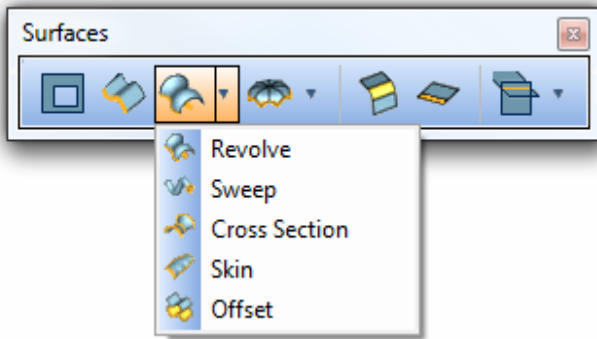 Surfaces
Revolve
Sweep
Cross Section
Skin
Offset